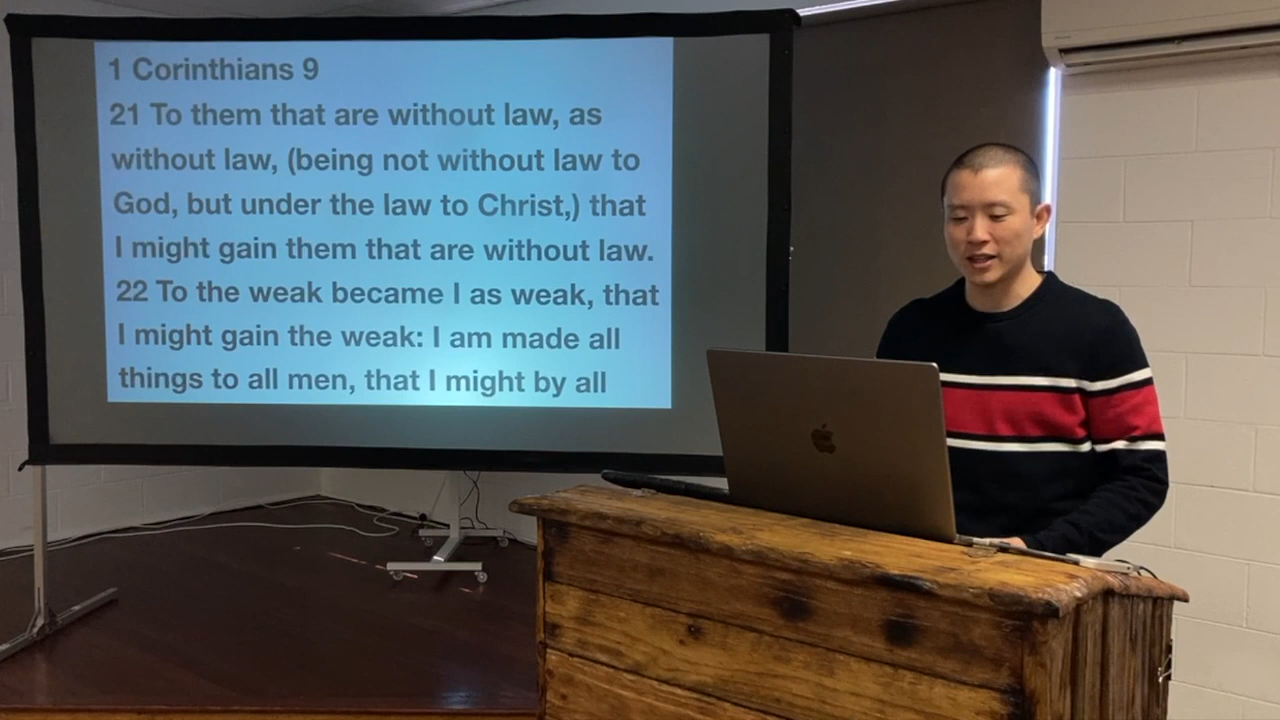 1 Corinthians 9
21 To them that are without law, as
without law, (being not without law to
God, but under the law to Christ,) that
I might gain them that are without law.
22 To the weak became I as weak, that
I might gain the weak: I am made all
things to all men, that I might by all